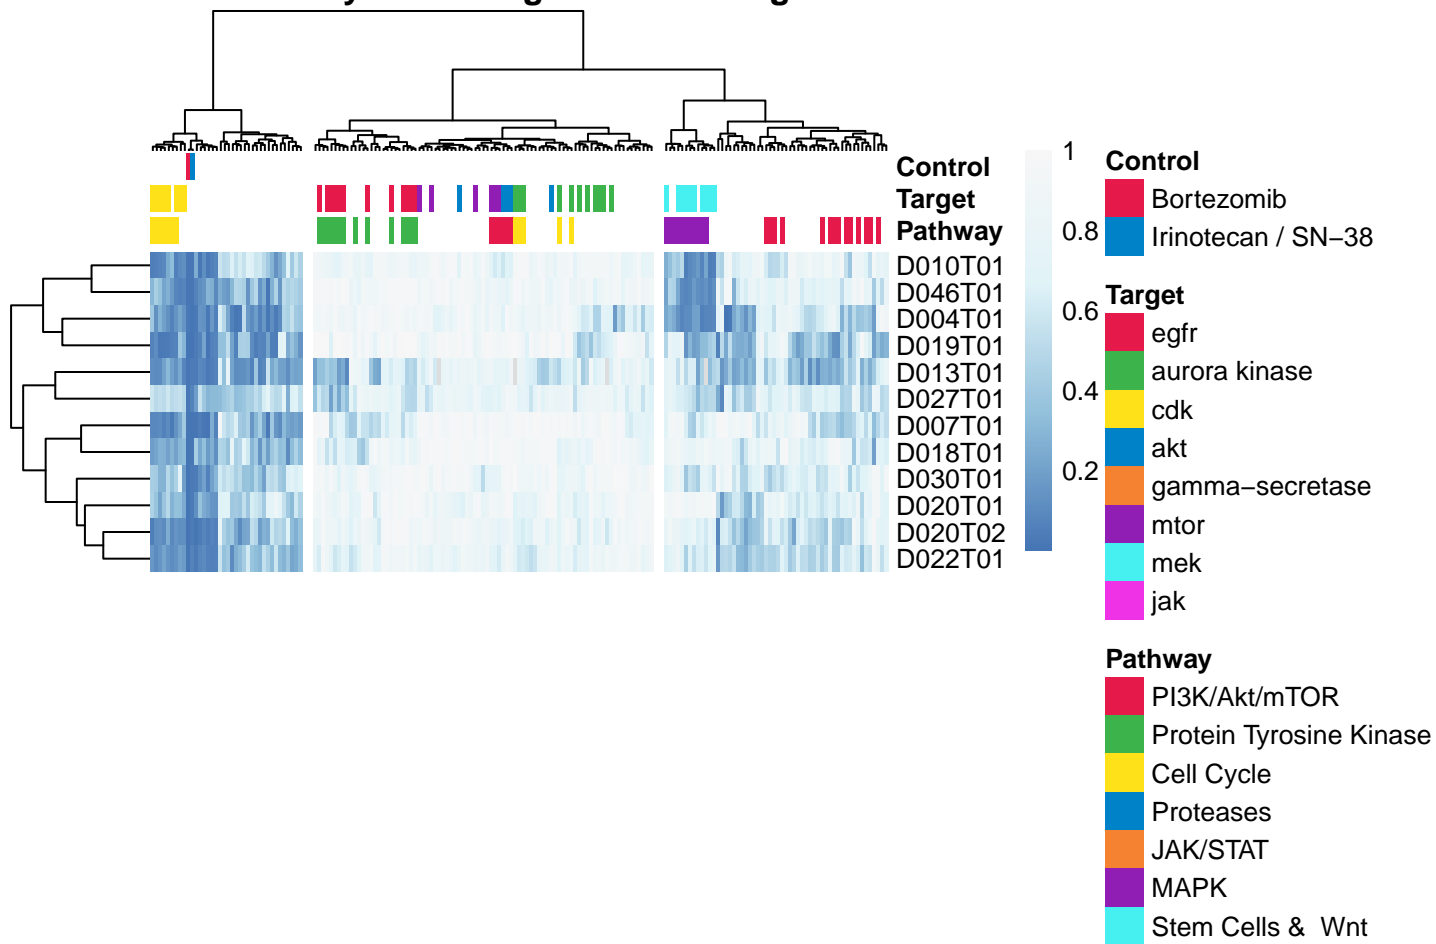 Control
Target
Pathway
D010T01
D046T01
D004T01
D019T01
D013T01
D027T01
D007T01
D018T01
D030T01
D020T01
D020T02
D022T01
1
0.8
0.6
0.4
0.2
Control
Bortezomib
Irinotecan / SN−38
Target
egfr
aurora kinase
cdk
akt
gamma−secretase
mtor
mek
jak
Pathway
PI3K/Akt/mTOR
Protein Tyrosine Kinase
Cell Cycle
Proteases
JAK/STAT
MAPK
Stem Cells & Wnt